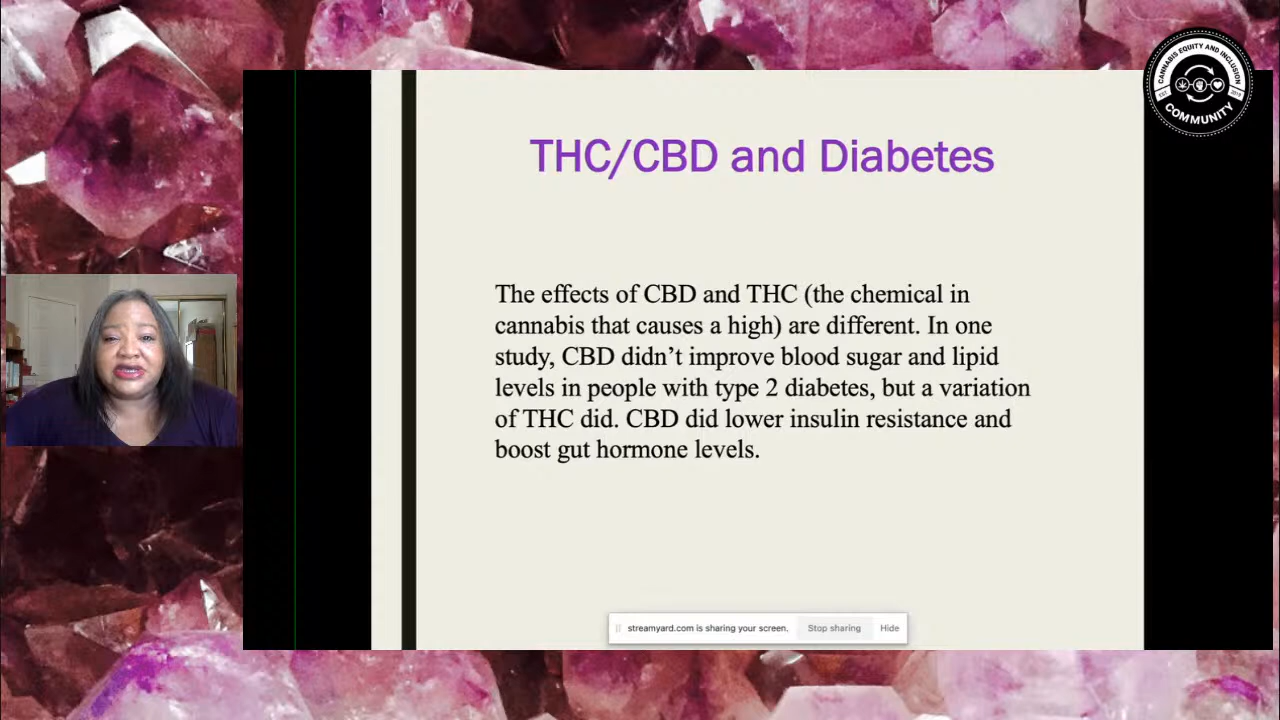 CANNABIS EQUITY AND INCLUSION
EST.
2018
COMMUNITY
THC/CBD and Diabetes
The effects of CBD and THC (the chemical in
cannabis that causes a high) are different. In one
study, CBD didn’t improve blood sugar and lipid
levels in people with type 2 diabetes, but a variation
of THC did. CBD did lower insulin resistance and
boost gut hormone levels.
streamyard.com is sharing your screen.
Stop sharing
Hide